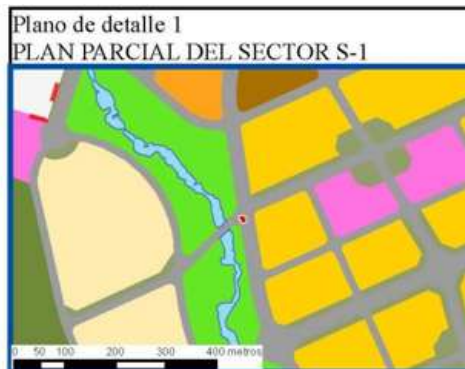 Plano de detalle 1
PLAN PARCIAL DEL SECTOR S-1
0 50 100 200 300 400 metros